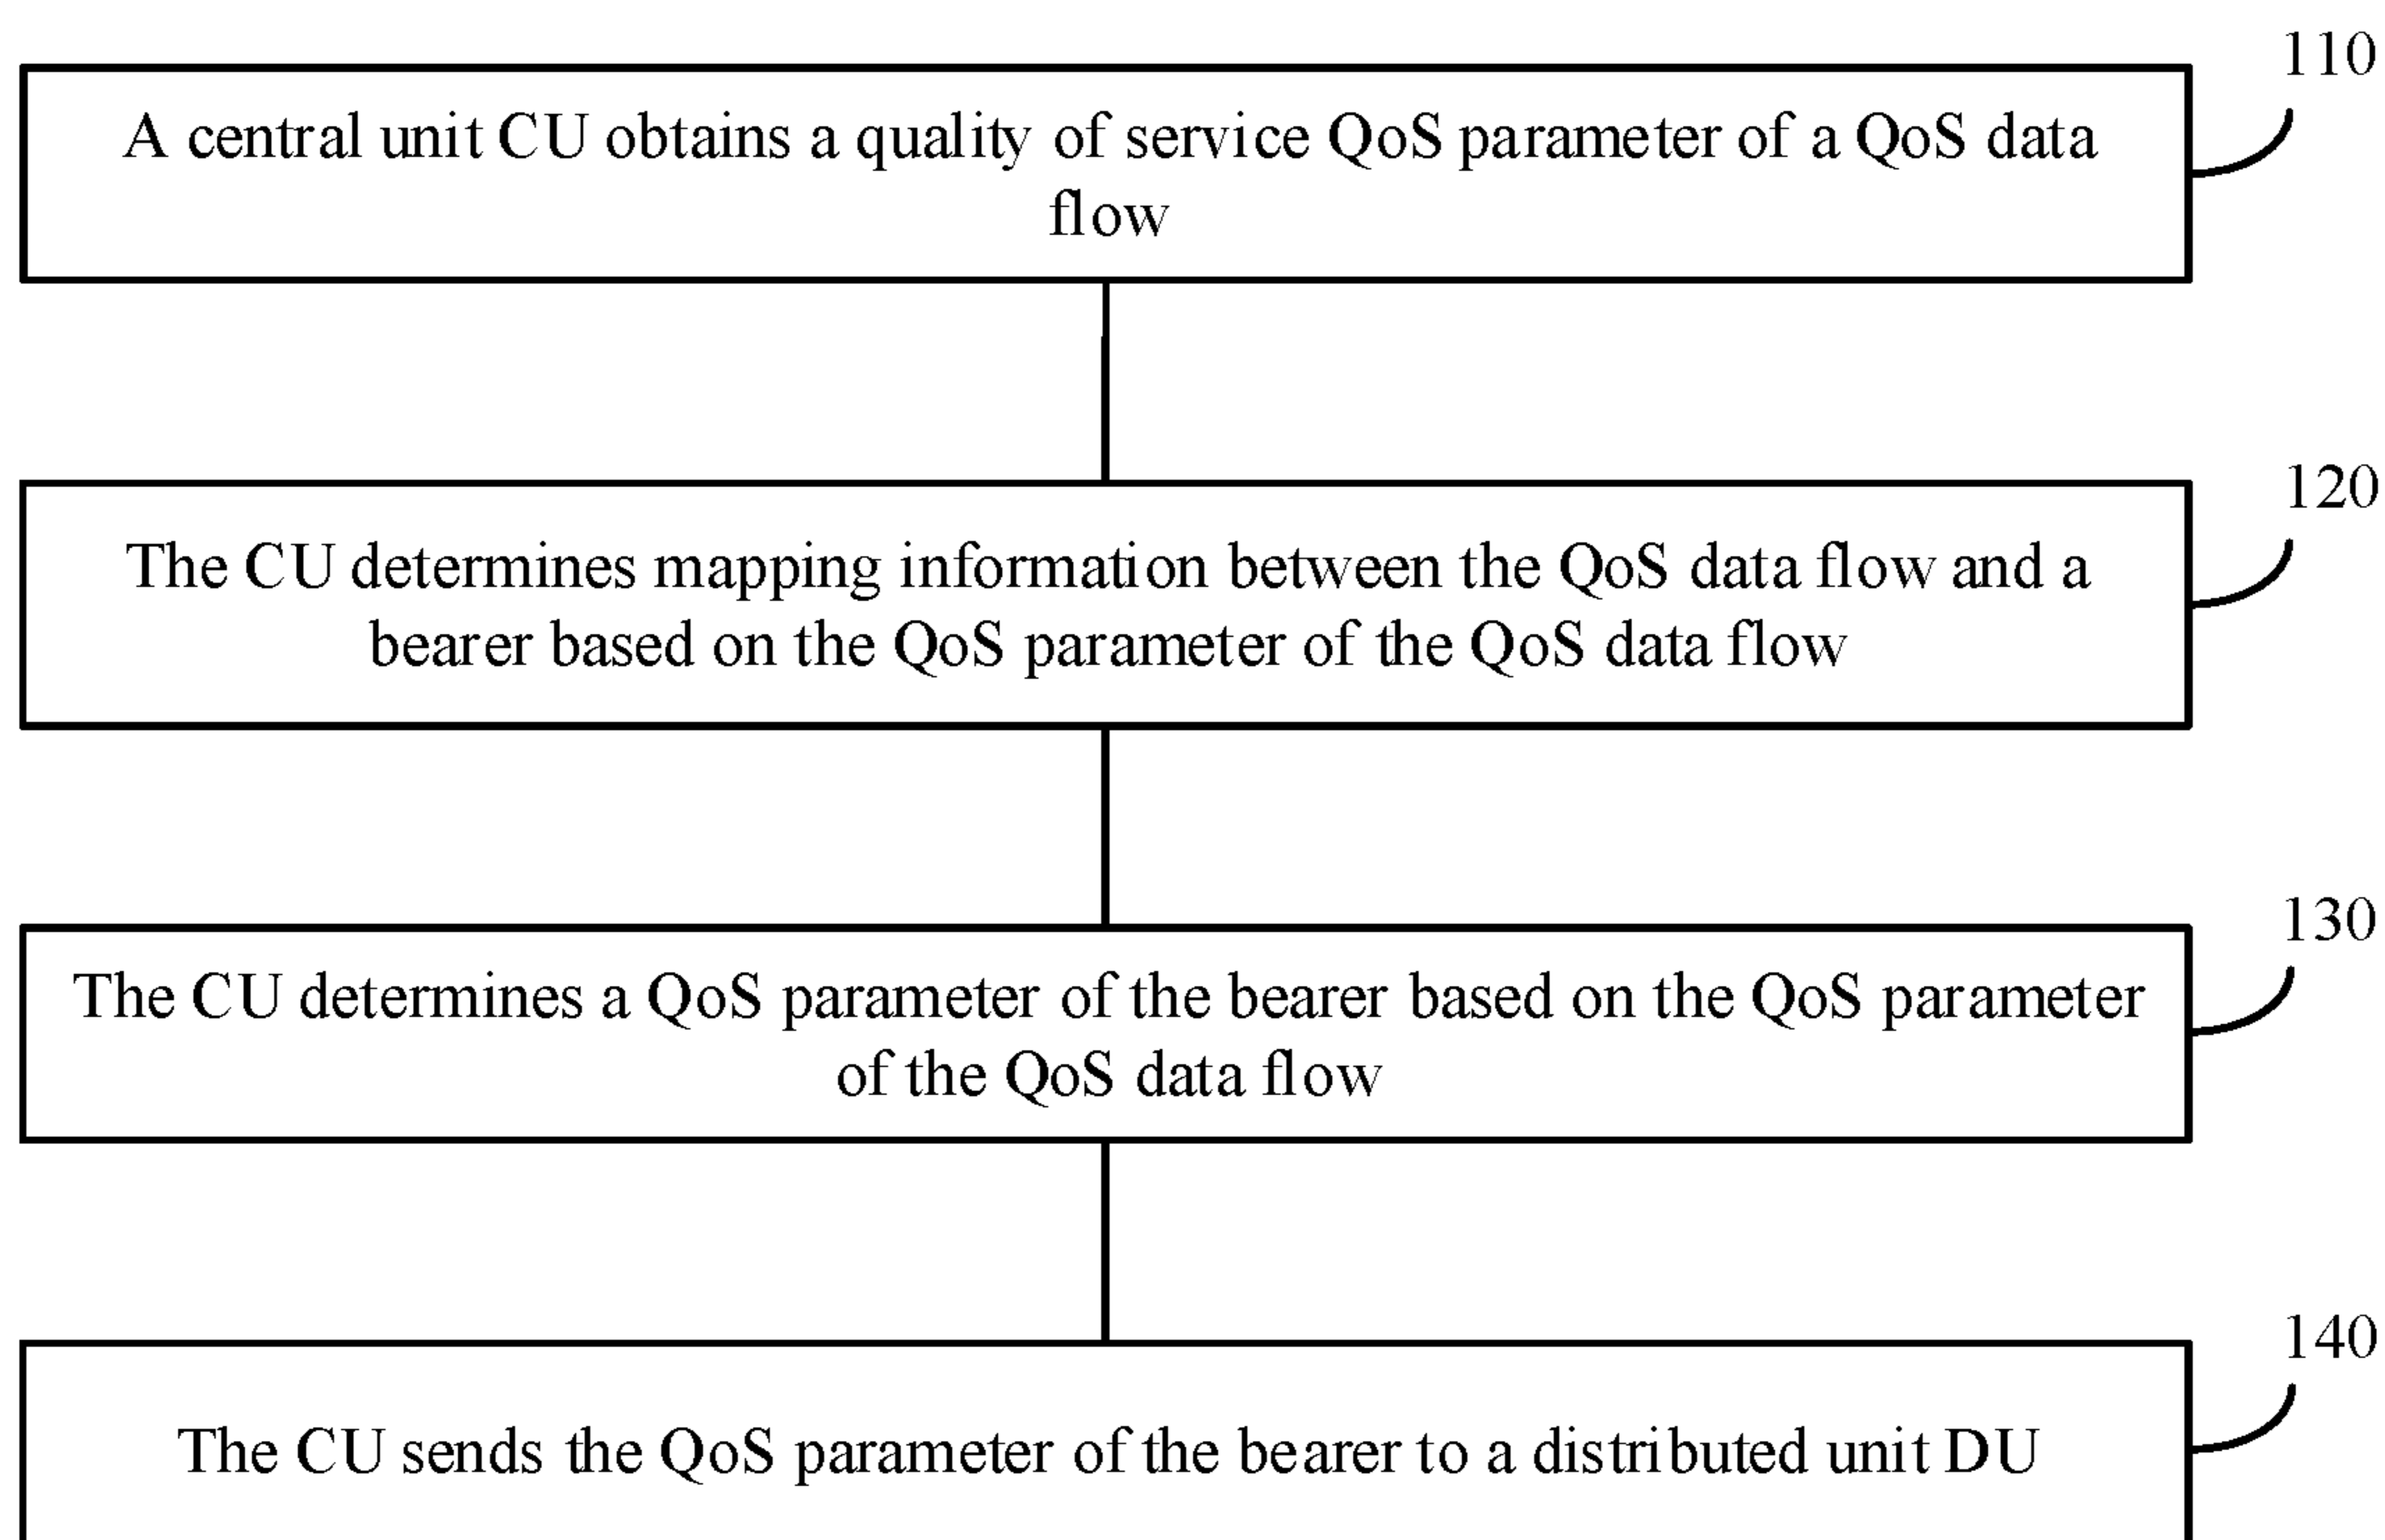 110
A central unit CU obtains a quality of service QoS parameter of a QoS data
flow
120
The CU determines mapping information between the QoS data flow and a
bearer based on the QoS parameter of the QoS data flow
130
The CU determines a QoS parameter of the bearer based on the QoS parameter
of the QoS data flow
140
The CU sends the QoS parameter of the bearer to a distributed unit DU